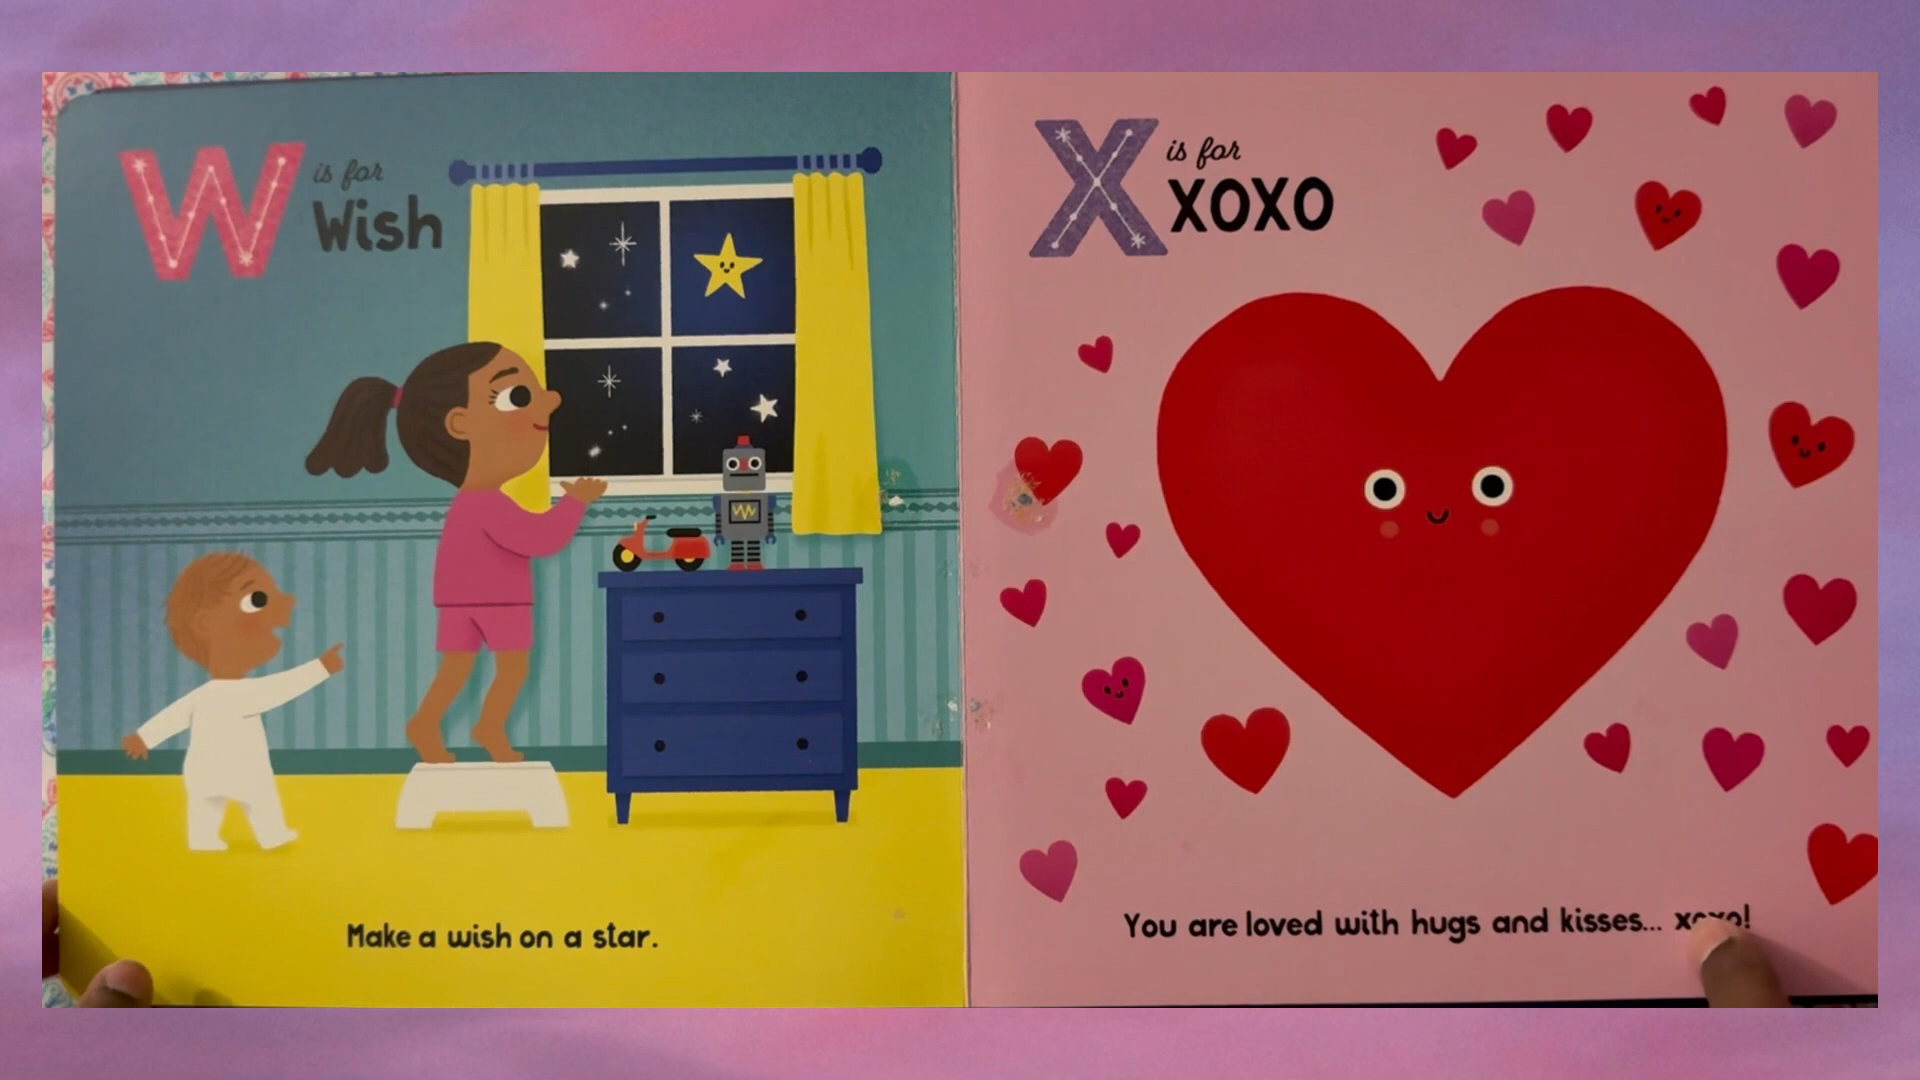 W is for
Wish
Make a wish on a star.
X is for
XOXO
You are loved with hugs and kisses... xoxo!